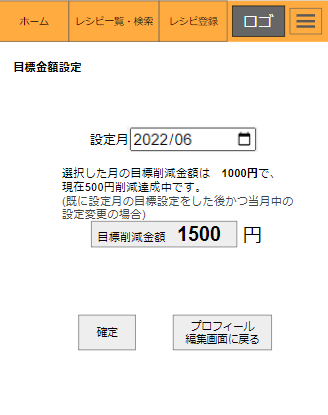 ホーム
レシピ一覧・検索
レシピ登録
ロゴ
目標金額設定
設定月 2022/06
選択した月の目標削減金額は　1000円で、
現在500円削減達成中です。
(既に設定月の目標設定をした後かつ当月中の
設定変更の場合)
目標削減金額 1500 円
確定
プロフィール
編集画面に戻る